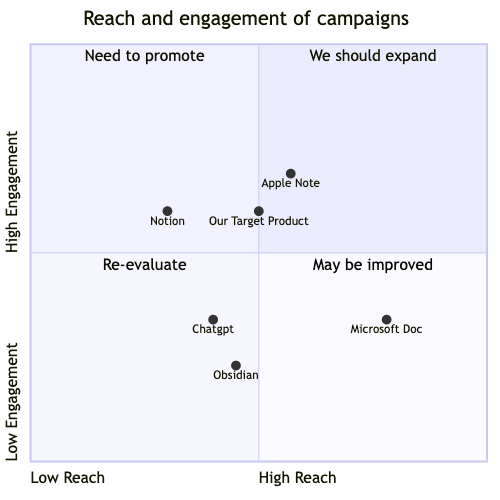 Reach and engagement of campaigns
Need to promote
We should expand
High Engagement
Apple Note
Notion
Our Target Product
Re-evaluate
May be improved
Low Engagement
Chatgpt
Microsoft Doc
Obsidian
Low Reach
High Reach